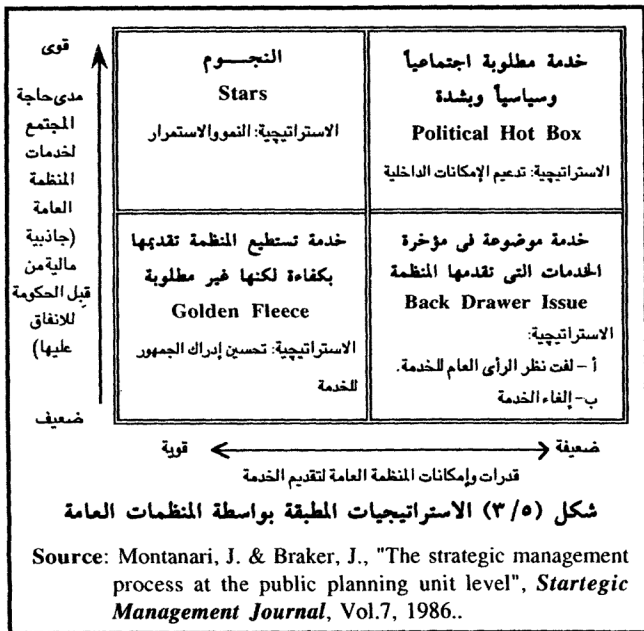 قوى
مدى حاجة
المجتمع
لخدمات
المنظمة
العامة
(جاذبية
مالية من
قبل الحكومة
للانفاق
عليها)
ضعيف
النجـــوم
Stars
الاستراتيجية: النمو والاستمرار
خدمة مطلوبة اجتماعياً
وسياسياً وبشدة
Political Hot Box
الاستراتيجية: تدعيم الإمكانات الداخلية
خدمة تستطيع المنظمة تقديمها
بكفاءة لكنها غير مطلوبة
Golden Fleece
الاستراتيجية: تحسين إدراك الجمهور
للخدمة
خدمة موضوعة فى مؤخرة
الخدمات التى تقدمها المنظمة
Back Drawer Issue
الاستراتيجية:
أ – لفت نظر الرأى العام للخدمة.
ب- إلغاء الخدمة
قوية ضعيفة
قدرات وإمكانات المنظمة العامة لتقديم الخدمة
شكل (٣/٥) الاستراتيجيات المطبقة بواسطة المنظمات العامة
Source: Montanari, J. & Braker, J., "The strategic management
process at the public planning unit level", Startegic
Management Journal, Vol.7, 1986..